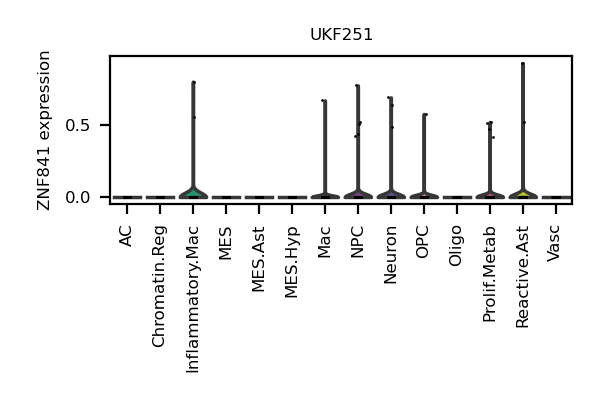 UKF251
ZNF841 expression
0.5
0.0
AC
Chromatin.Reg
Inflammatory.Mac
MES
MES.Ast
MES.Hyp
Mac
NPC
Neuron
OPC
Oligo
Prolif.Metab
Reactive.Ast
Vasc